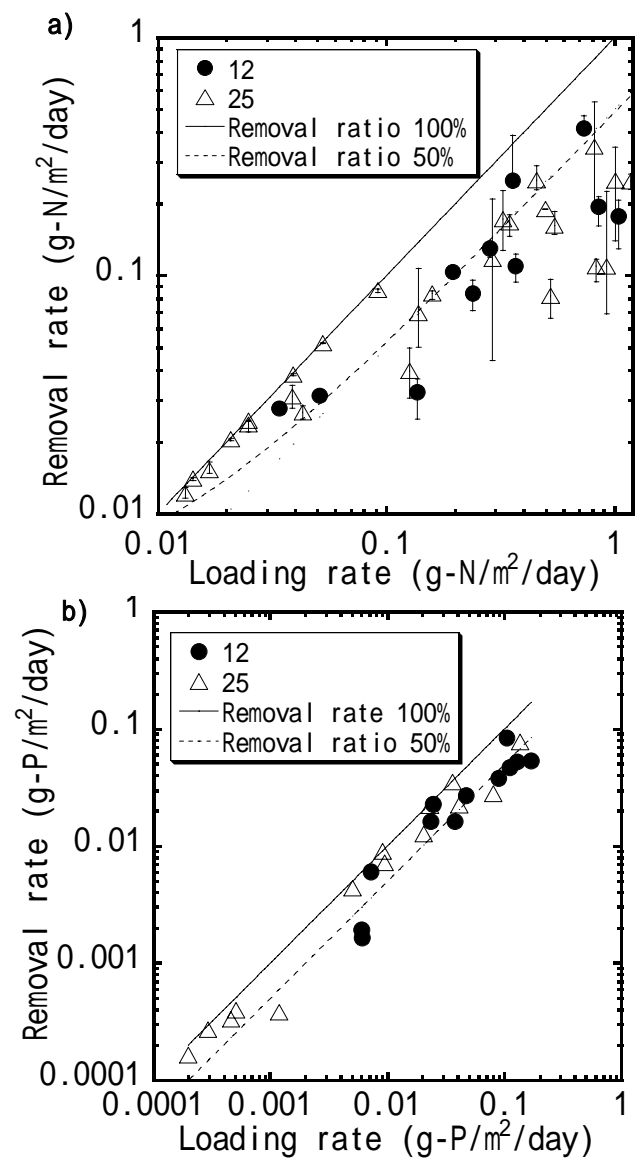 a)
1
12
25
Removal ratio 100%
Removal ratio 50%
0.1
0.01
Removal rate (g-N/m²/day)
0.01
0.1
1
Loading rate (g-N/m²/day)
b)
1
12
25
Removal rate 100%
Removal ratio 50%
0.1
0.01
0.001
0.0001
Removal rate (g-P/m²/day)
0.0001
0.001
0.01
0.1
1
Loading rate (g-P/m²/day)